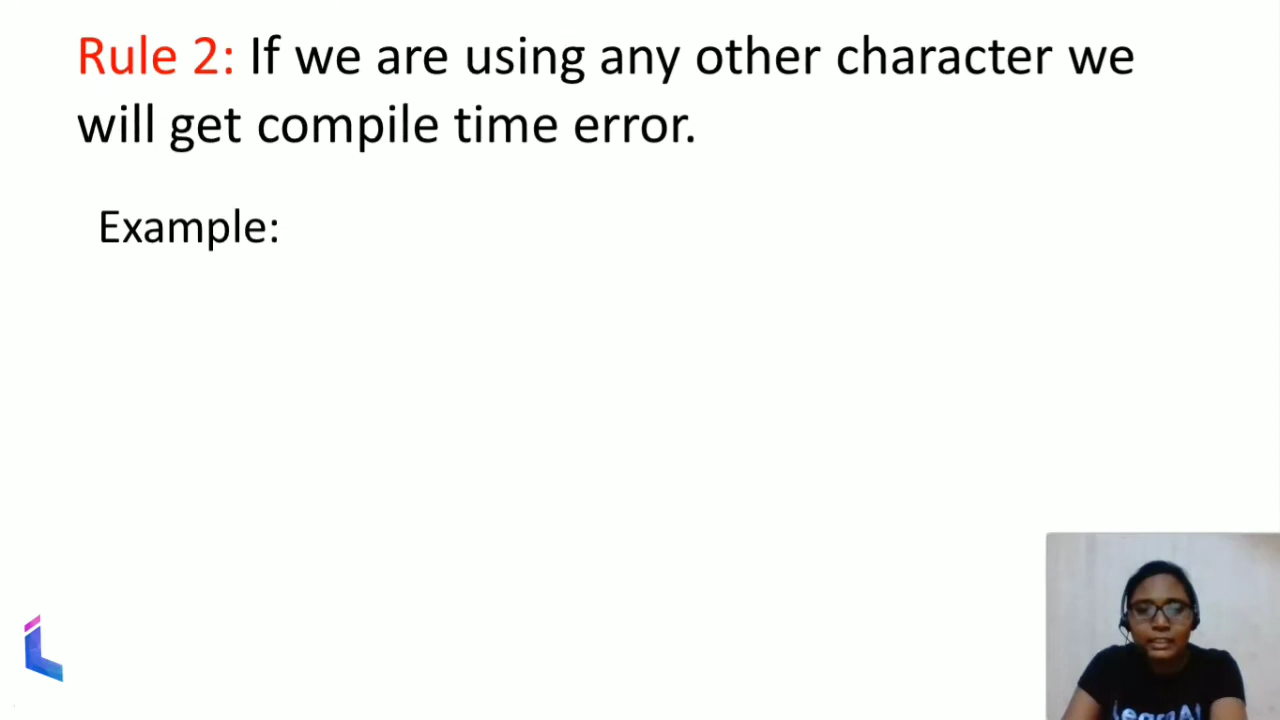 Rule 2: If we are using any other character we
will get compile time error.
Example: